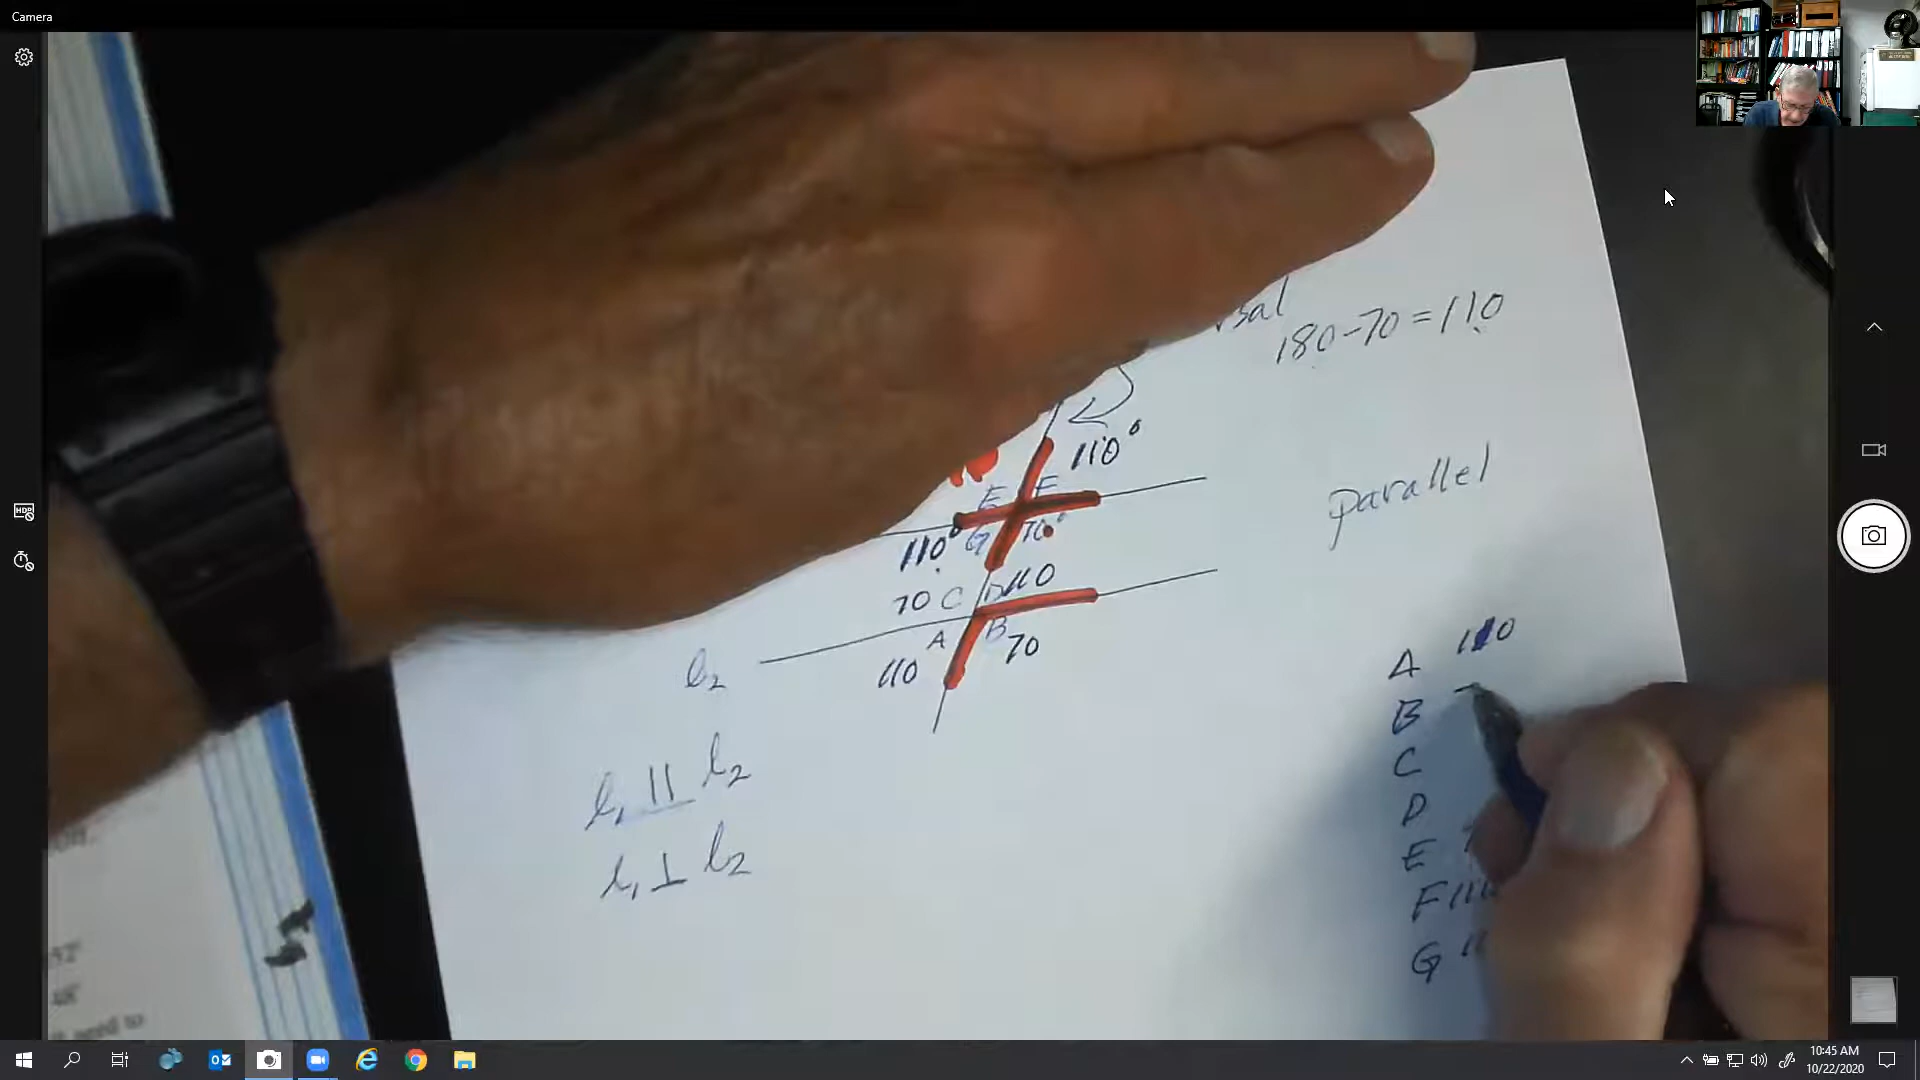 Camera
180-70=110
110°
E F
110° G 70°
parallel
70 C D 110
A B
110 70
l2
A 110
B
C
D
E
F
G
l1 || l2
l1 ⊥ l2
10:45 AM
10/22/2020